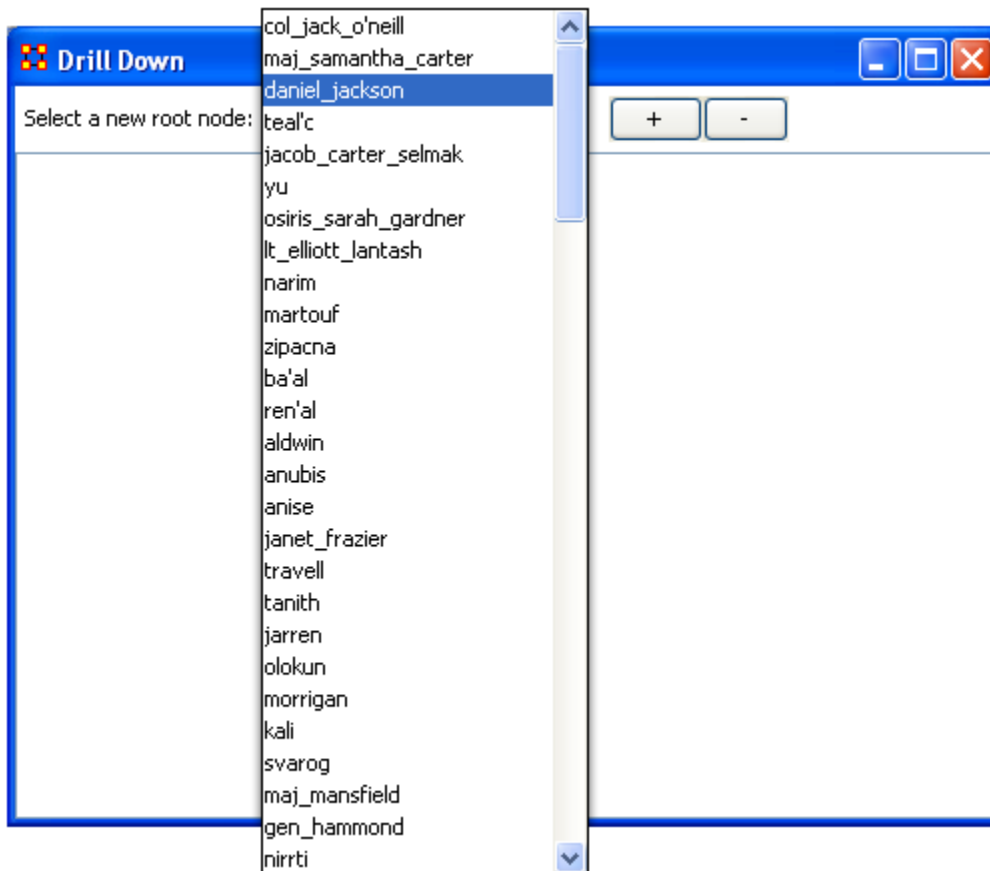 Drill Down
Select a new root node:
col_jack_o'neill
maj_samantha_carter
daniel_jackson
teal'c
jacob_carter_selmak
yu
osiris_sarah_gardner
lt_elliott_lantash
narim
martouf
zipacna
ba'al
ren'al
aldwin
anubis
anise
janet_frazier
travell
tanith
jarren
olokun
morrigan
kali
svarog
maj_mansfield
gen_hammond
nirrti
+ -